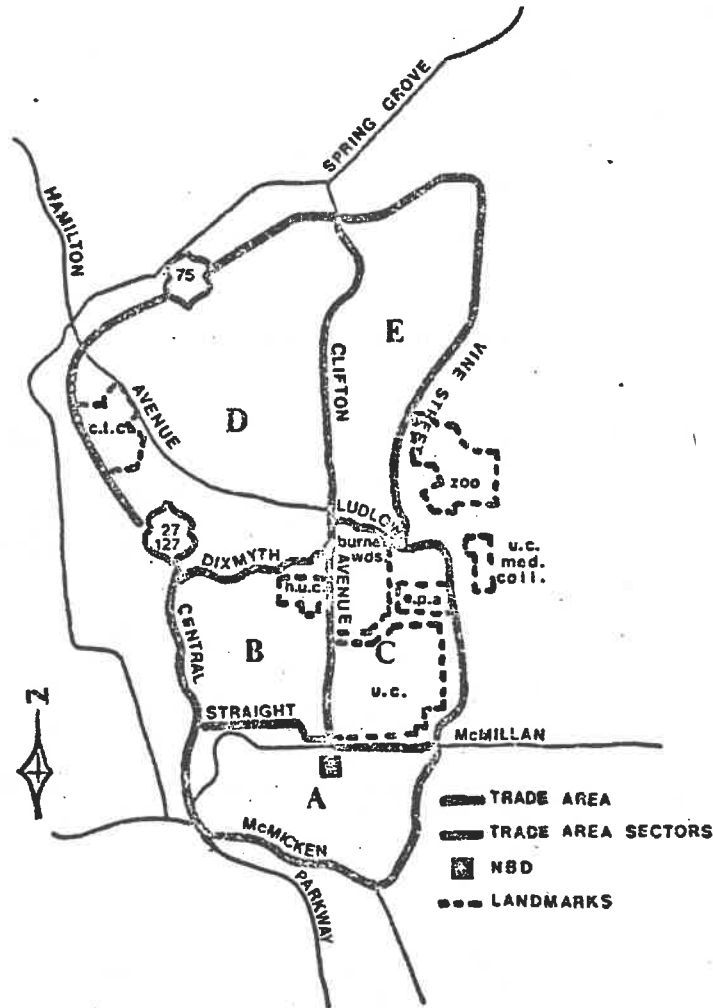 SPRING GROVE
HAMILTON
75
E
CLIFTON
VINE STREET
AVENUE
c.t.c.
D
ZOO
LUDLOW
27
127
burnet
wds.
u.c.
med.
coll.
DIXMYTH
h.u.c.
AVENUE
e.p.a
CENTRAL
B
C
u.c.
STRAIGHT
McMILLAN
N
A
TRADE AREA
McMICKEN
TRADE AREA SECTORS
NBD
PARKWAY
LANDMARKS